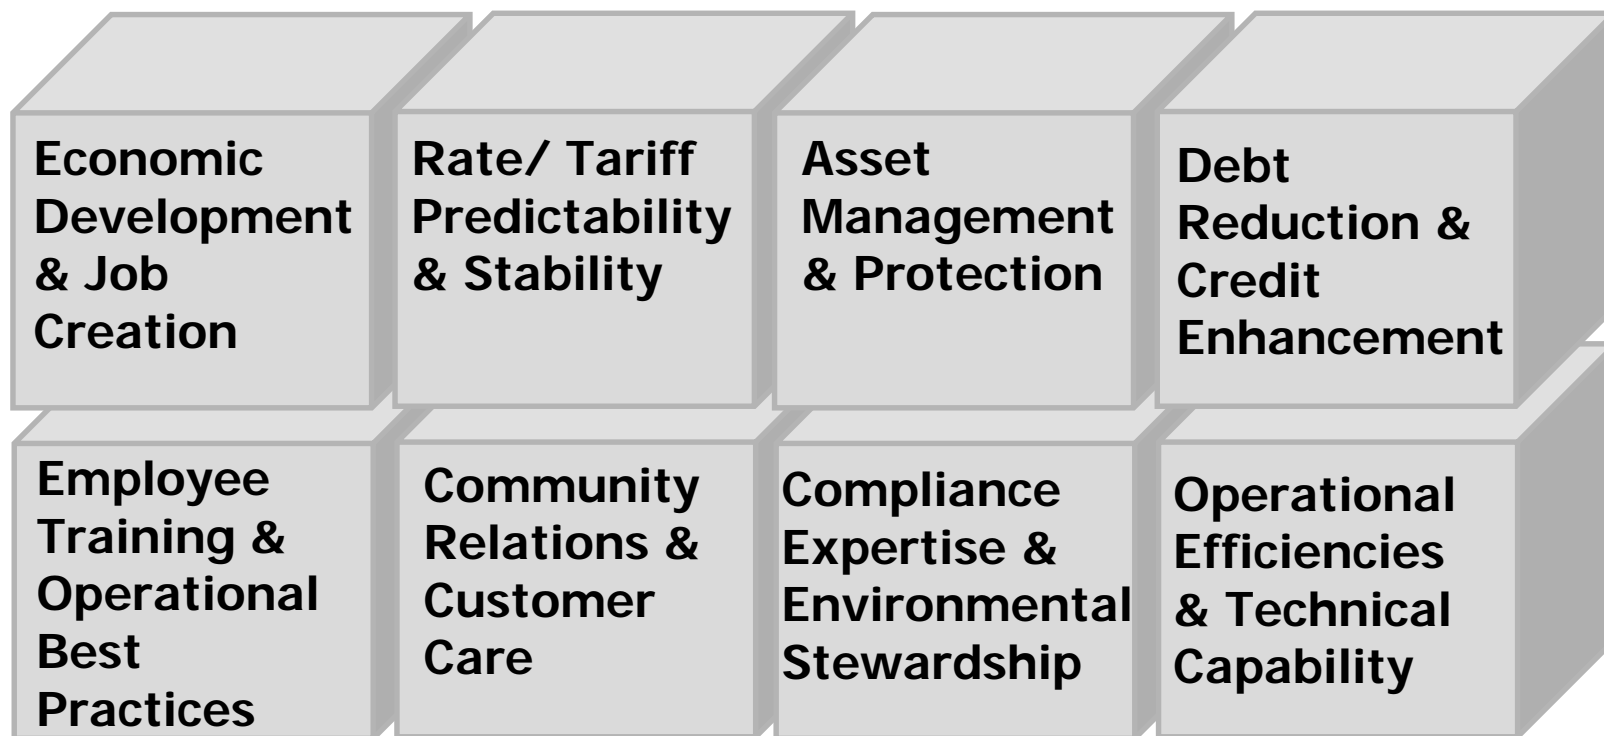 Economic
Development
& Job
Creation
Rate/ Tariff
Predictability
& Stability
Asset
Management
& Protection
Debt
Reduction &
Credit
Enhancement
Employee
Training &
Operational
Best
Practices
Community
Relations &
Customer
Care
Compliance
Expertise &
Environmental
Stewardship
Operational
Efficiencies
& Technical
Capability